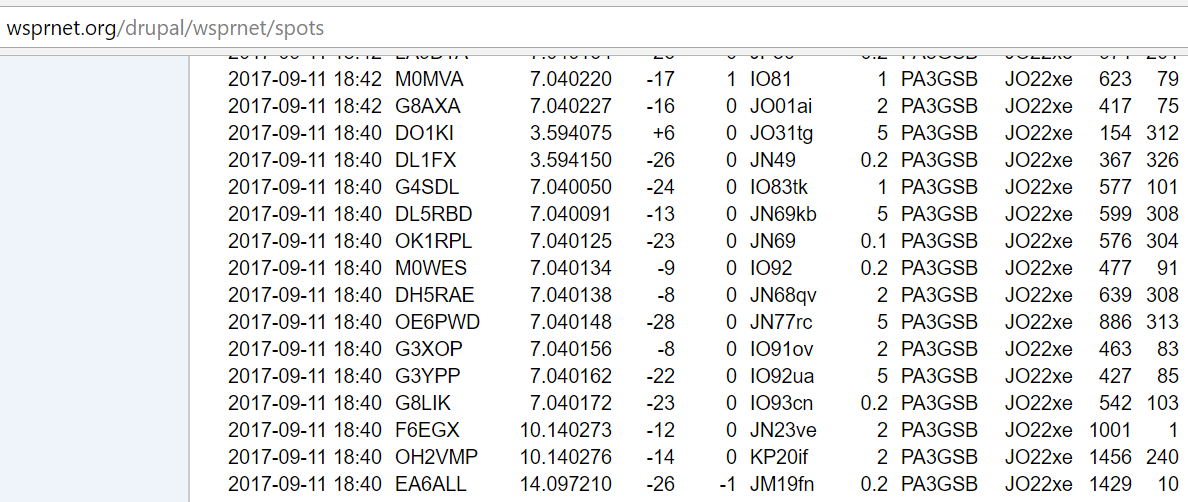 wsprnet.org/drupal/wsprnet/spots
2017-09-11 18:42 M0MVA 7.040220 -17 1 IO81 1 PA3GSB JO22xe 623 79
2017-09-11 18:42 G8AXA 7.040227 -16 0 JO01ai 2 PA3GSB JO22xe 417 75
2017-09-11 18:40 DO1KI 3.594075 +6 0 JO31tg 5 PA3GSB JO22xe 154 312
2017-09-11 18:40 DL1FX 3.594150 -26 0 JN49 0.2 PA3GSB JO22xe 367 326
2017-09-11 18:40 G4SDL 7.040050 -24 0 IO83tk 1 PA3GSB JO22xe 577 101
2017-09-11 18:40 DL5RBD 7.040091 -13 0 JN69kb 5 PA3GSB JO22xe 599 308
2017-09-11 18:40 OK1RPL 7.040125 -23 0 JN69 0.1 PA3GSB JO22xe 576 304
2017-09-11 18:40 M0WES 7.040134 -9 0 IO92 0.2 PA3GSB JO22xe 477 91
2017-09-11 18:40 DH5RAE 7.040138 -8 0 JN68qv 2 PA3GSB JO22xe 639 308
2017-09-11 18:40 OE6PWD 7.040148 -28 0 JN77rc 5 PA3GSB JO22xe 886 313
2017-09-11 18:40 G3XOP 7.040156 -8 0 IO91ov 2 PA3GSB JO22xe 463 83
2017-09-11 18:40 G3YPP 7.040162 -22 0 IO92ua 5 PA3GSB JO22xe 427 85
2017-09-11 18:40 G8LIK 7.040172 -23 0 IO93cn 0.2 PA3GSB JO22xe 542 103
2017-09-11 18:40 F6EGX 10.140273 -12 0 JN23ve 2 PA3GSB JO22xe 1001 1
2017-09-11 18:40 OH2VMP 10.140276 -14 0 KP20if 2 PA3GSB JO22xe 1456 240
2017-09-11 18:40 EA6ALL 14.097210 -26 -1 JM19fn 0.2 PA3GSB JO22xe 1429 10